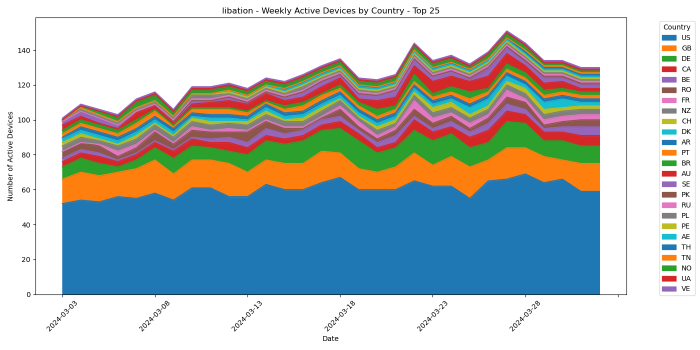 libation - Weekly Active Devices by Country - Top 25
Country
US
GB
DE
CA
BE
RO
FR
NZ
CH
DK
AR
PT
BR
AU
SE
PK
RU
PL
PE
AE
TH
TN
NO
UA
VE
Number of Active Devices
140
120
100
80
60
40
20
0
2024-03-03
2024-03-08
2024-03-13
2024-03-18
2024-03-23
2024-03-28
Date